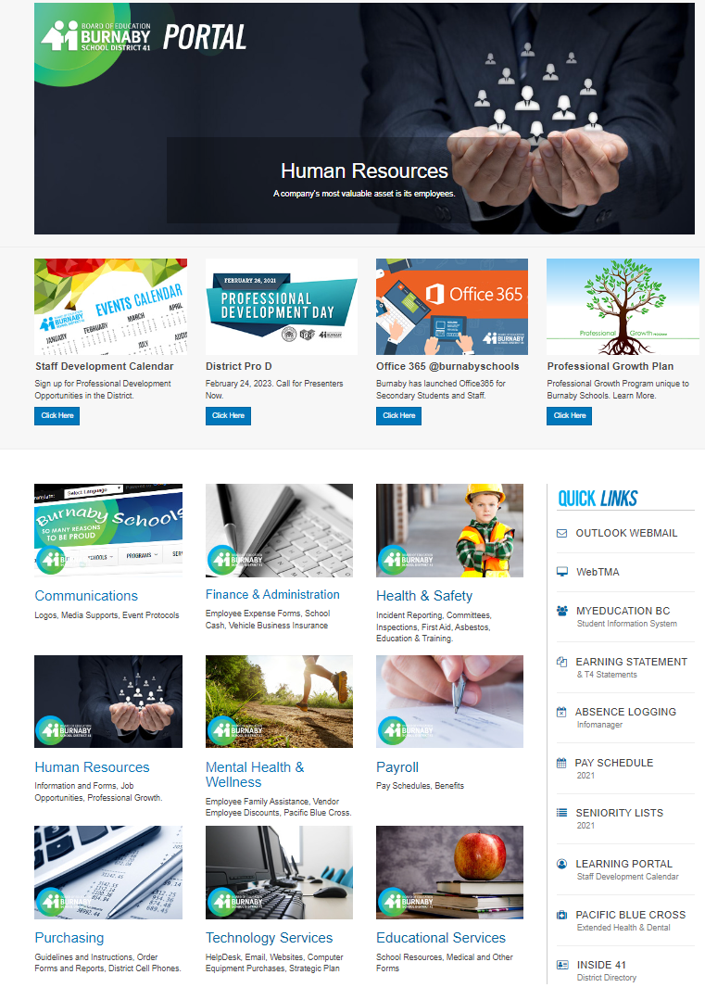 BOARD OF EDUCATION
BURNABY
SCHOOL DISTRICT 41
PORTAL
Human Resources
A company's most valuable asset is its employees.
EVENTS CALENDAR
JANUARY
FEBRUARY
MARCH
APRIL
JULY
FEBRUARY 26, 2021
PROFESSIONAL
DEVELOPMENT DAY
BURNABY
Office 365
BURNABY
Professional Growth PROGRAM
Staff Development Calendar
Sign up for Professional Development
Opportunities in the District.
Click Here
District Pro D
February 24, 2023. Call for Presenters
Now.
Click Here
Office 365 @burnabyschools
Burnaby has launched Office365 for
Secondary Students and Staff.
Click Here
Professional Growth Plan
Professional Growth Program unique to
Burnaby Schools. Learn More.
Click Here
Select Language
Burnaby Schools
SO MANY REASONS
TO BE PROUD
PROGRAMS
Communications
Logos, Media Supports, Event Protocols
BURNABY
Finance & Administration
Employee Expense Forms, School
Cash, Vehicle Business Insurance
BURNABY
Health & Safety
Incident Reporting, Committees,
Inspections, First Aid, Asbestos,
Education & Training.
BURNABY
Human Resources
Information and Forms, Job
Opportunities, Professional Growth.
BURNABY
Mental Health &
Wellness
Employee Family Assistance, Vendor
Employee Discounts, Pacific Blue Cross.
Payroll
Pay Schedules, Benefits
BURNABY
Purchasing
Guidelines and Instructions, Order
Forms and Reports, District Cell Phones.
BURNABY
Technology Services
HelpDesk, Email, Websites, Computer
Equipment Purchases, Strategic Plan
BURNABY
Educational Services
School Resources, Medical and Other
Forms
QUICK LINKS
OUTLOOK WEBMAIL
WebTMA
MYEDUCATION BC
Student Information System
EARNING STATEMENT
& T4 Statements
ABSENCE LOGGING
Infomanager
PAY SCHEDULE
2021
SENIORITY LISTS
2021
LEARNING PORTAL
Staff Development Calendar
PACIFIC BLUE CROSS
Extended Health & Dental
INSIDE 41
District Directory